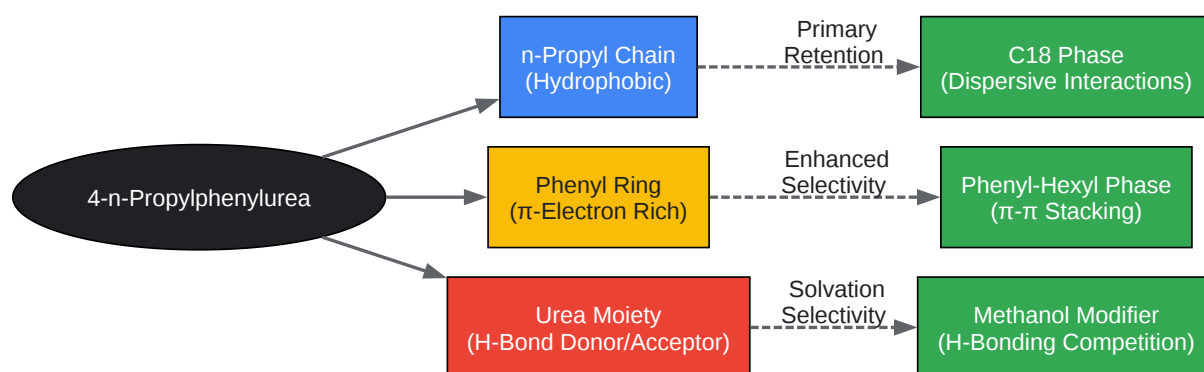 n-Propyl Chain
(Hydrophobic)
Primary
Retention
C18 Phase
(Dispersive Interactions)
4-n-Propylphenylurea
Phenyl Ring
(π-Electron Rich)
Enhanced
Selectivity
Phenyl-Hexyl Phase
(π-π Stacking)
Urea Moiety
(H-Bond Donor/Acceptor)
Solvation
Selectivity
Methanol Modifier
(H-Bonding Competition)